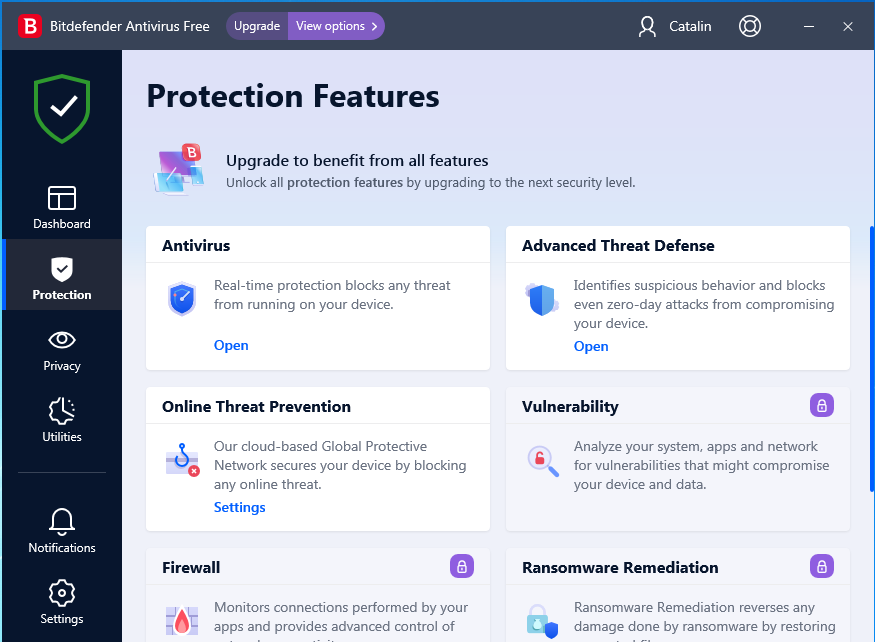 B Bitdefender Antivirus Free Upgrade View options Catalin
Protection Features
B
Upgrade to benefit from all features
Unlock all protection features by upgrading to the next security level.
Dashboard
Protection
Privacy
Utilities
Notifications
Settings
Antivirus
Real-time protection blocks any threat
from running on your device.
Open
Advanced Threat Defense
Identifies suspicious behavior and blocks
even zero-day attacks from compromising
your device.
Open
Online Threat Prevention
Our cloud-based Global Protective
Network secures your device by blocking
any online threat.
Settings
Vulnerability
Analyze your system, apps and network
for vulnerabilities that might compromise
your device and data.
Firewall
Monitors connections performed by your
apps and provides advanced control of
Ransomware Remediation
Ransomware Remediation reverses any
damage done by ransomware by restoring